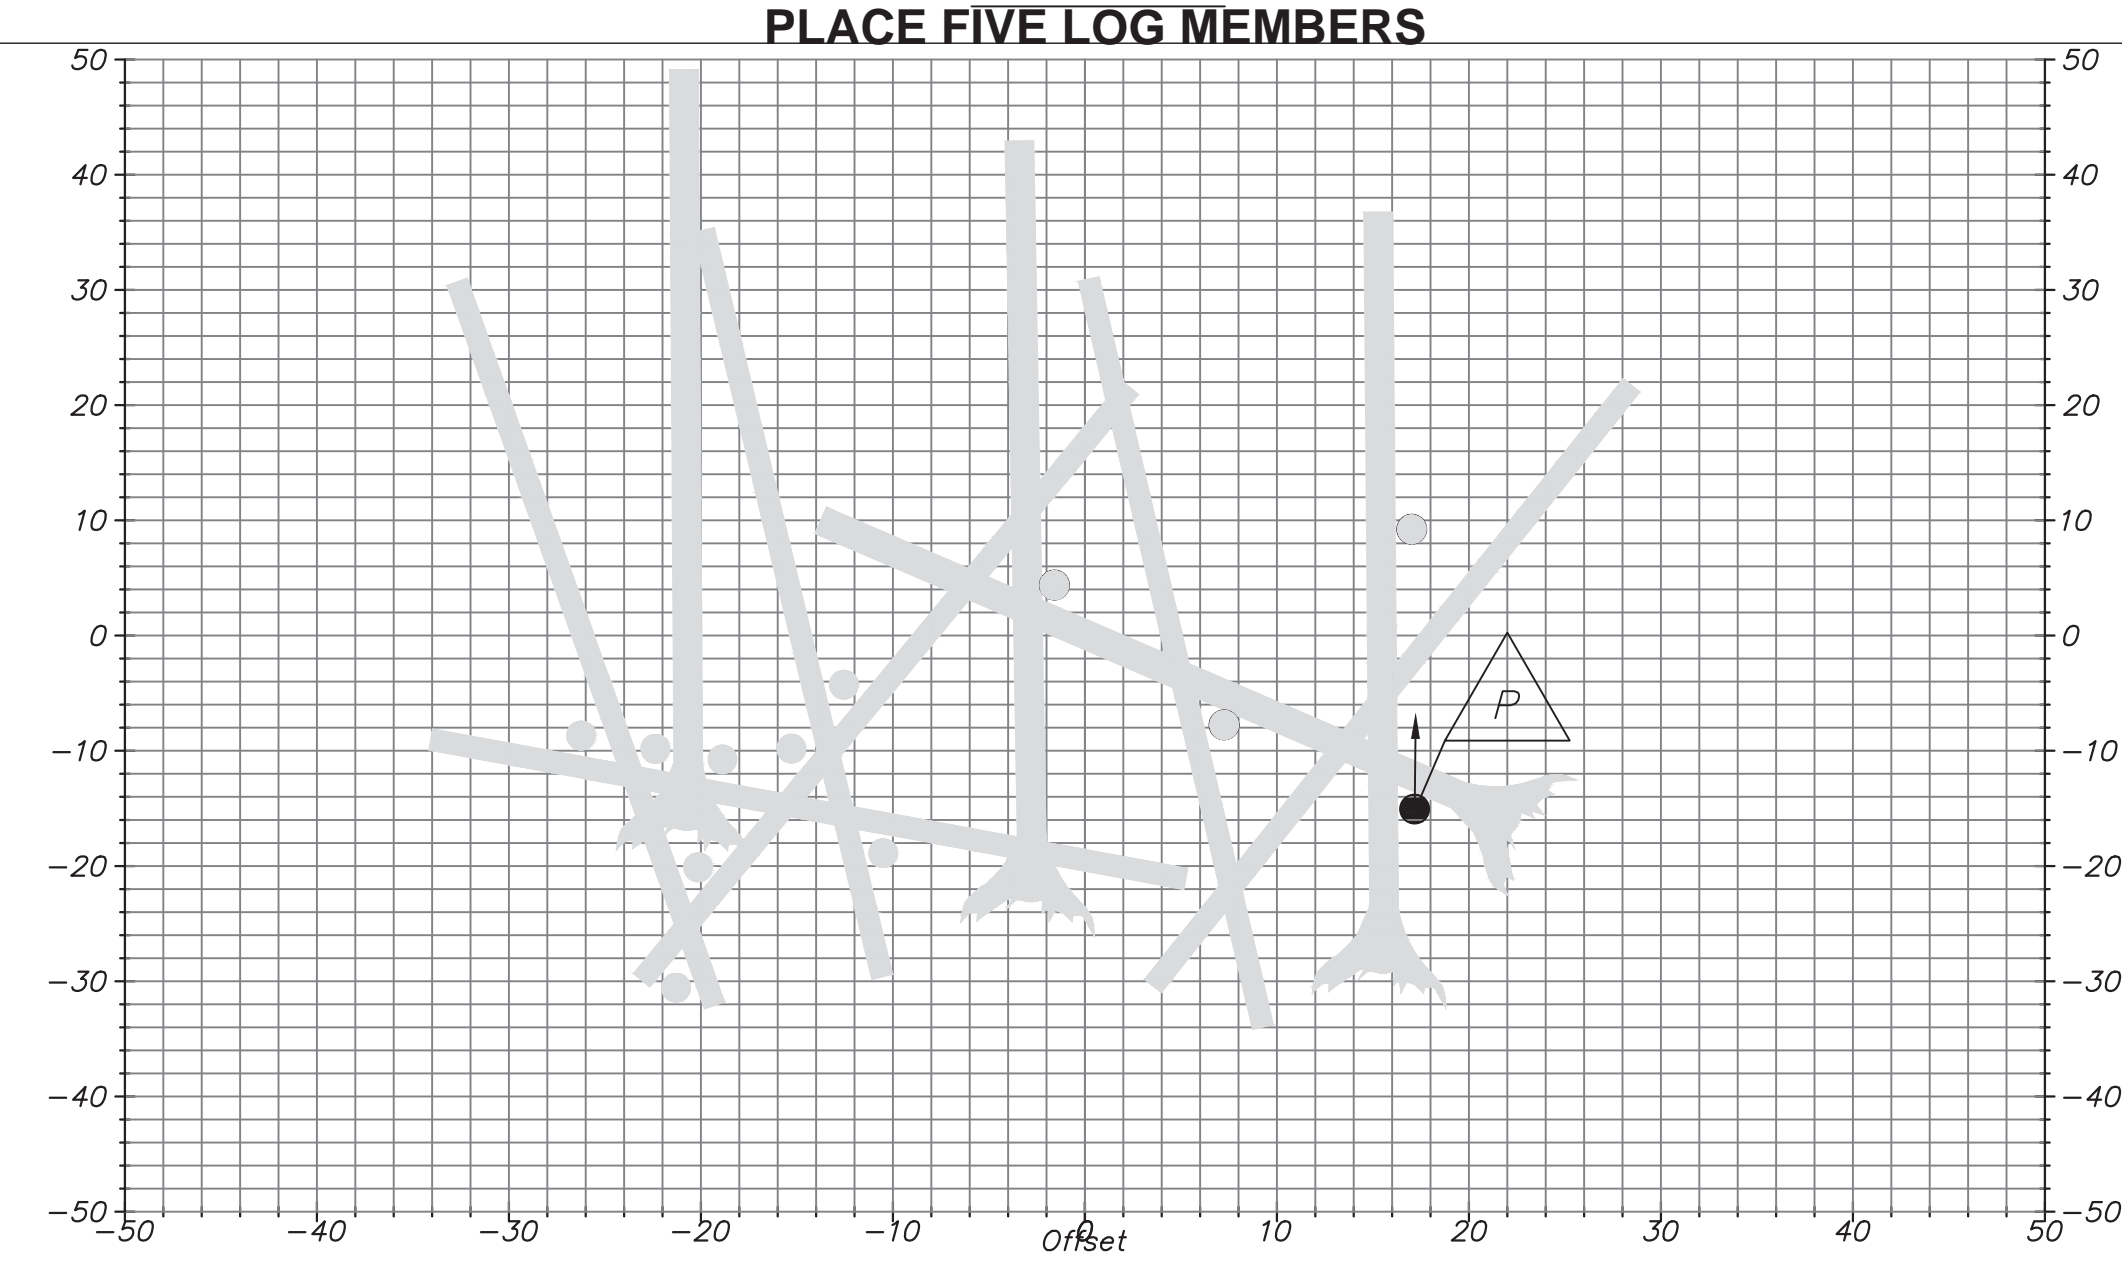 PLACE FIVE LOG MEMBERS
50 50
40 40
30 30
20 20
10 10
0 0
P
−10 −10
−20 −20
−30 −30
−40 −40
−50 −50
−50 −40 −30 −20 −10 0 10 20 30 40 50
Offset